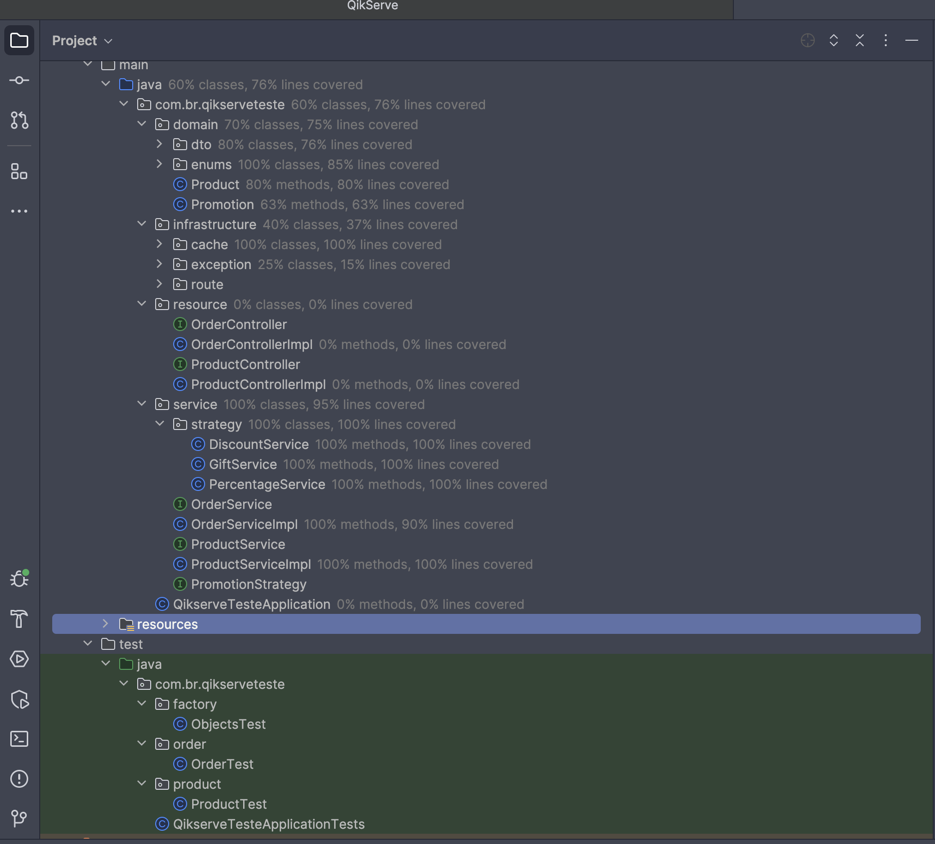 QikServe
Project
main
java 60% classes, 76% lines covered
com.br.qikserveteste 60% classes, 76% lines covered
domain 70% classes, 75% lines covered
dto 80% classes, 76% lines covered
enums 100% classes, 85% lines covered
Product 80% methods, 80% lines covered
Promotion 63% methods, 63% lines covered
infrastructure 40% classes, 37% lines covered
cache 100% classes, 100% lines covered
exception 25% classes, 15% lines covered
route
resource 0% classes, 0% lines covered
OrderController
OrderControllerImpl 0% methods, 0% lines covered
ProductController
ProductControllerImpl 0% methods, 0% lines covered
service 100% classes, 95% lines covered
strategy 100% classes, 100% lines covered
DiscountService 100% methods, 100% lines covered
GiftService 100% methods, 100% lines covered
PercentageService 100% methods, 100% lines covered
OrderService
OrderServiceImpl 100% methods, 90% lines covered
ProductService
ProductServiceImpl 100% methods, 100% lines covered
PromotionStrategy
QikserveTesteApplication 0% methods, 0% lines covered
resources
test
java
com.br.qikserveteste
factory
ObjectsTest
order
OrderTest
product
ProductTest
QikserveTesteApplicationTests